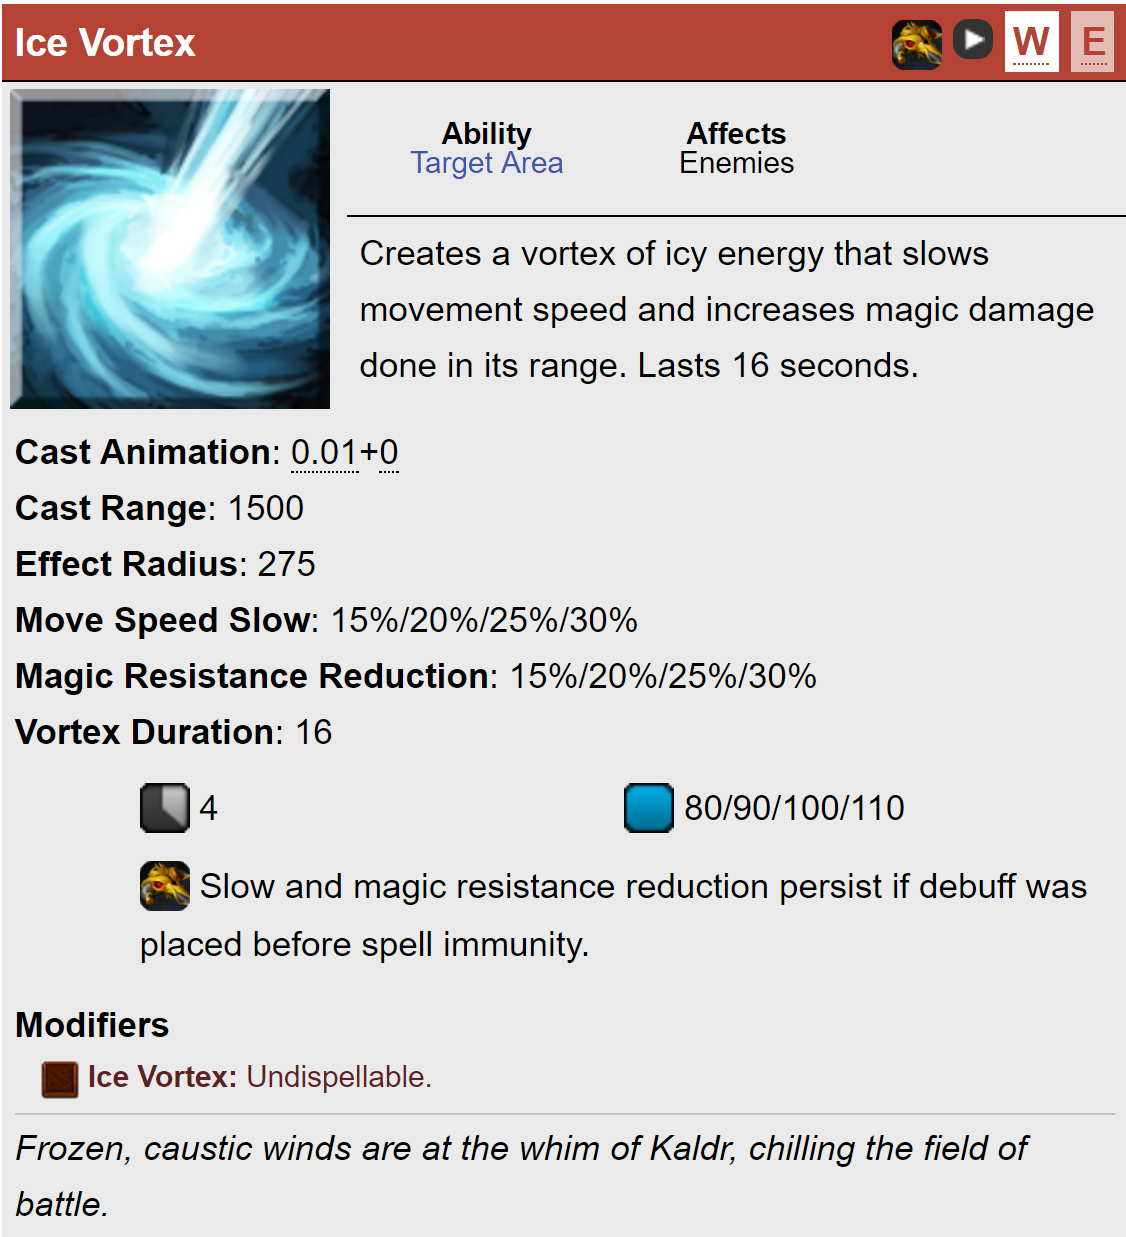 Ice Vortex
W E
Ability
Target Area
Affects
Enemies
Creates a vortex of icy energy that slows
movement speed and increases magic damage
done in its range. Lasts 16 seconds.
Cast Animation: 0.01+0
Cast Range: 1500
Effect Radius: 275
Move Speed Slow: 15%/20%/25%/30%
Magic Resistance Reduction: 15%/20%/25%/30%
Vortex Duration: 16
4
80/90/100/110
Slow and magic resistance reduction persist if debuff was
placed before spell immunity.
Modifiers
Ice Vortex: Undispellable.
Frozen, caustic winds are at the whim of Kaldr, chilling the field of
battle.